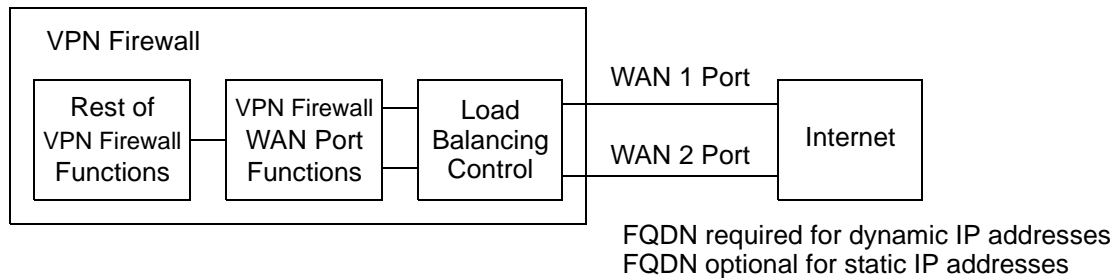 VPN Firewall
Rest of
VPN Firewall
Functions
VPN Firewall
WAN Port
Functions
Load
Balancing
Control
WAN 1 Port
WAN 2 Port
Internet
FQDN required for dynamic IP addresses
FQDN optional for static IP addresses